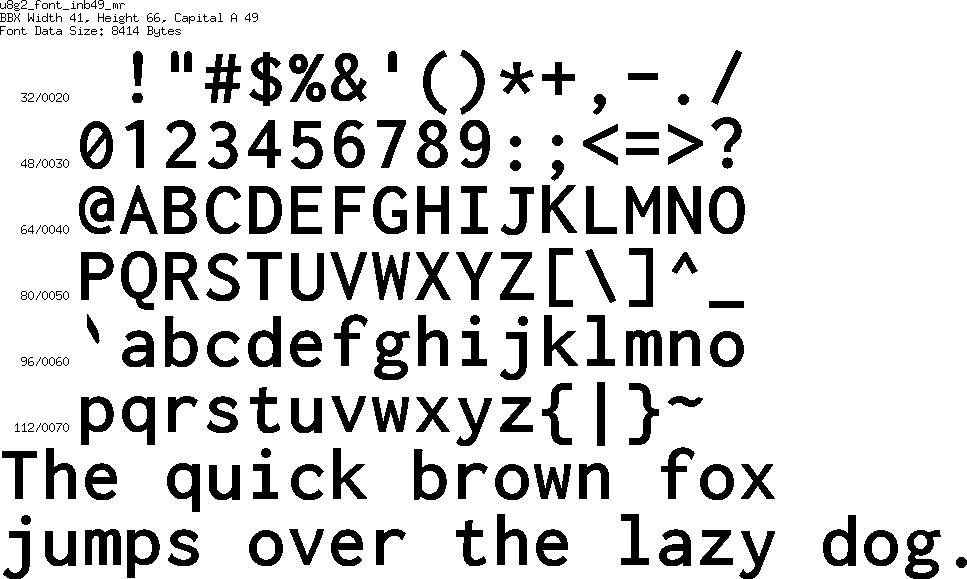 u8g2_font_inb49_mr
BBX Width 41, Height 66, Capital A 49
Font Data Size: 8414 Bytes
32/0020 !"#$%&'()*+,-./
48/0030 0123456789:;<=>?
64/0040 @ABCDEFGHIJKLMNO
80/0050 PQRSTUVWXYZ[\]^_
96/0060 `abcdefghijklmno
112/0070 pqrstuvwxyz{|}~
The quick brown fox
jumps over the lazy dog.